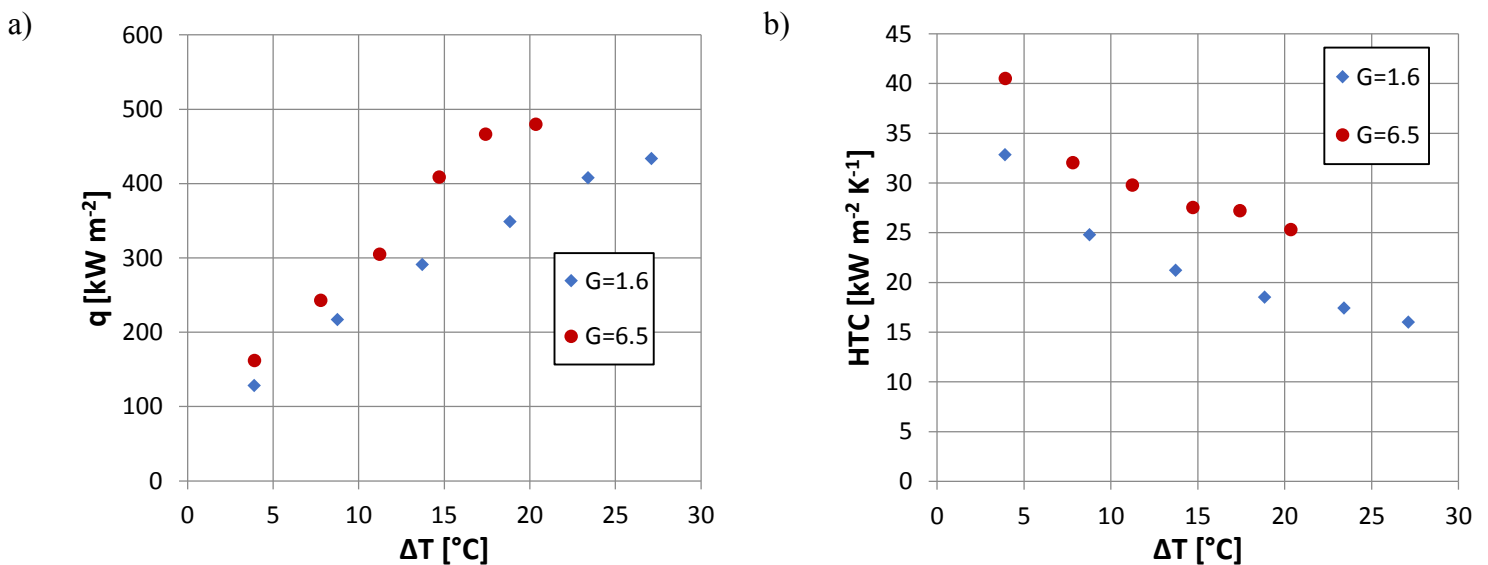 a)
600
500
400
300
200
100
0
q [kW m⁻²]
0 5 10 15 20 25 30
ΔT [°C]
G=1.6
G=6.5
b)
45
40
35
30
25
20
15
10
5
0
HTC [kW m⁻² K⁻¹]
0 5 10 15 20 25 30
ΔT [°C]
G=1.6
G=6.5